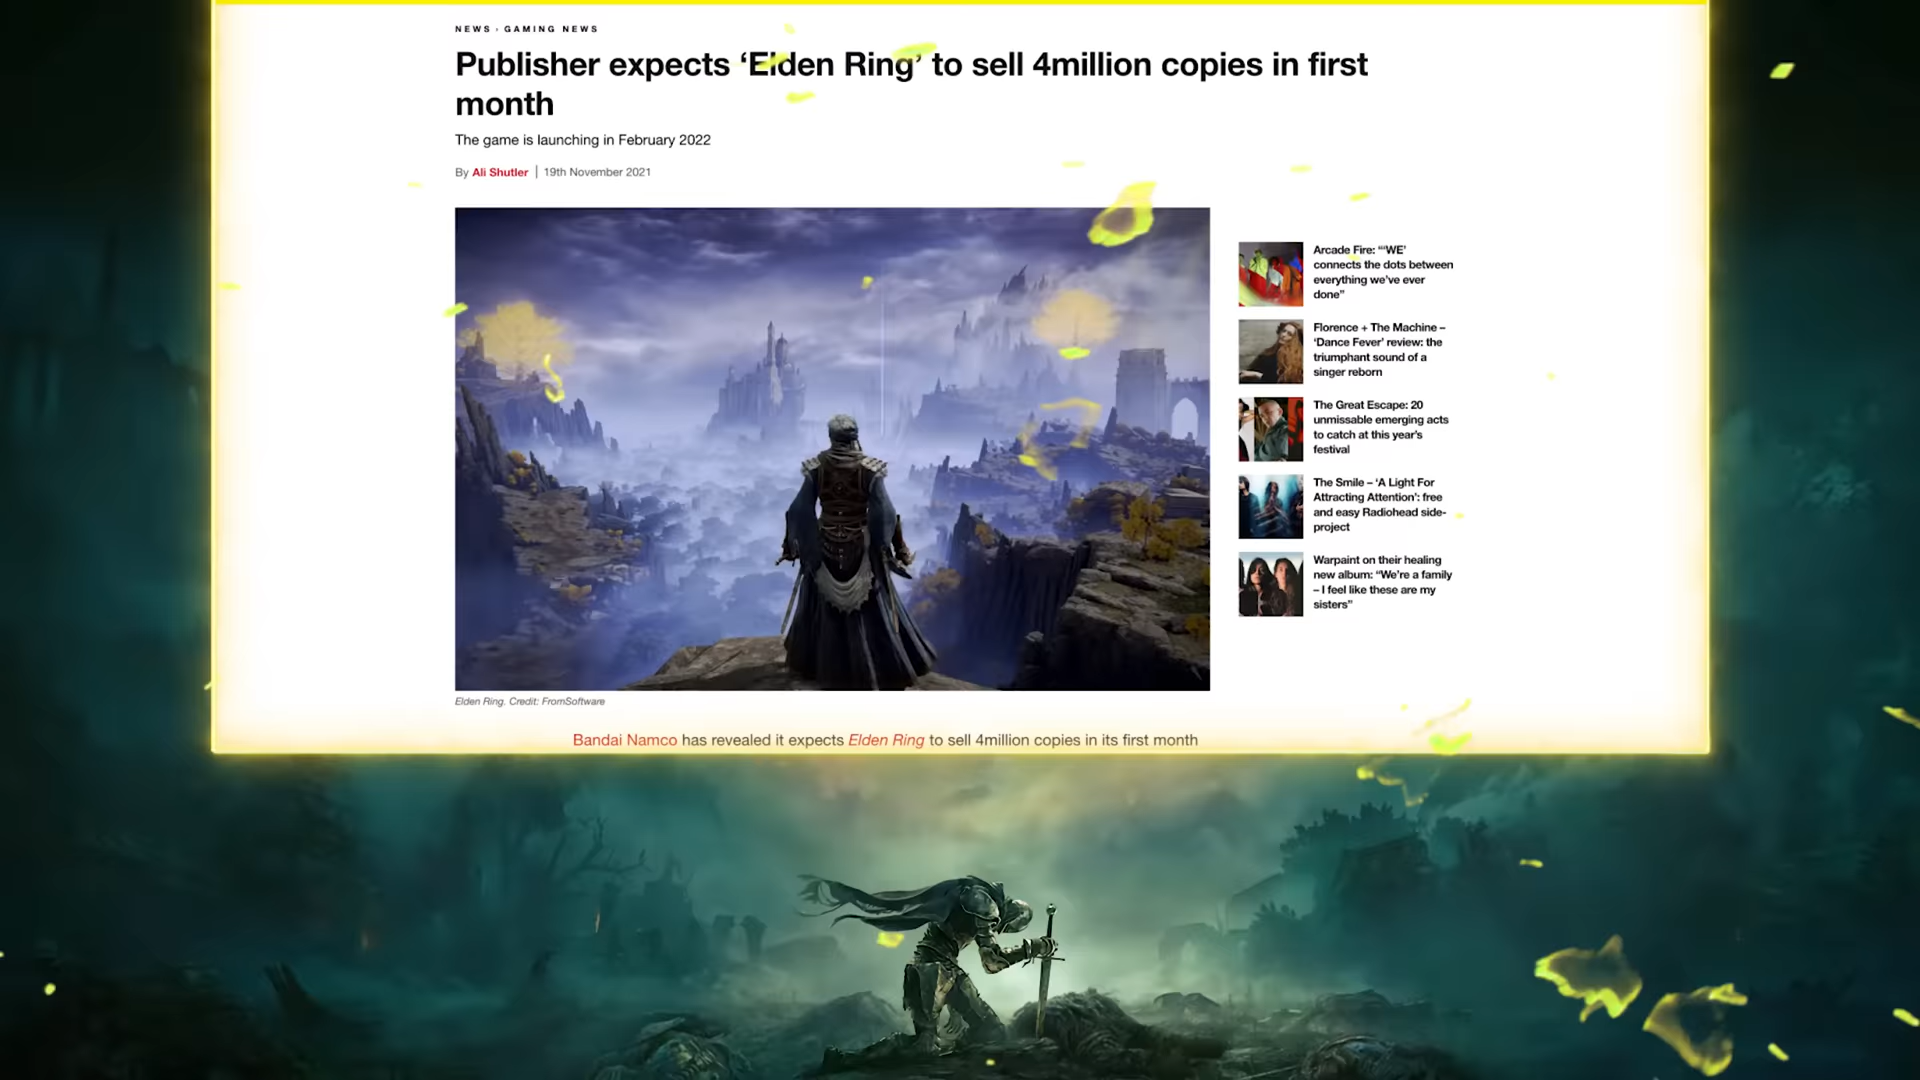 NEWS › GAMING NEWS
Publisher expects ‘Elden Ring’ to sell 4million copies in first
month
The game is launching in February 2022
By Ali Shutler | 19th November 2021
Arcade Fire: “‘WE’
connects the dots between
everything we’ve ever
done”
Florence + The Machine –
‘Dance Fever’ review: the
triumphant sound of a
singer reborn
The Great Escape: 20
unmissable emerging acts
to catch at this year’s
festival
The Smile – ‘A Light For
Attracting Attention’: free
and easy Radiohead side-
project
Warpaint on their healing
new album: “We’re a family
– I feel like these are my
sisters”
Elden Ring. Credit: FromSoftware
Bandai Namco has revealed it expects Elden Ring to sell 4million copies in its first month